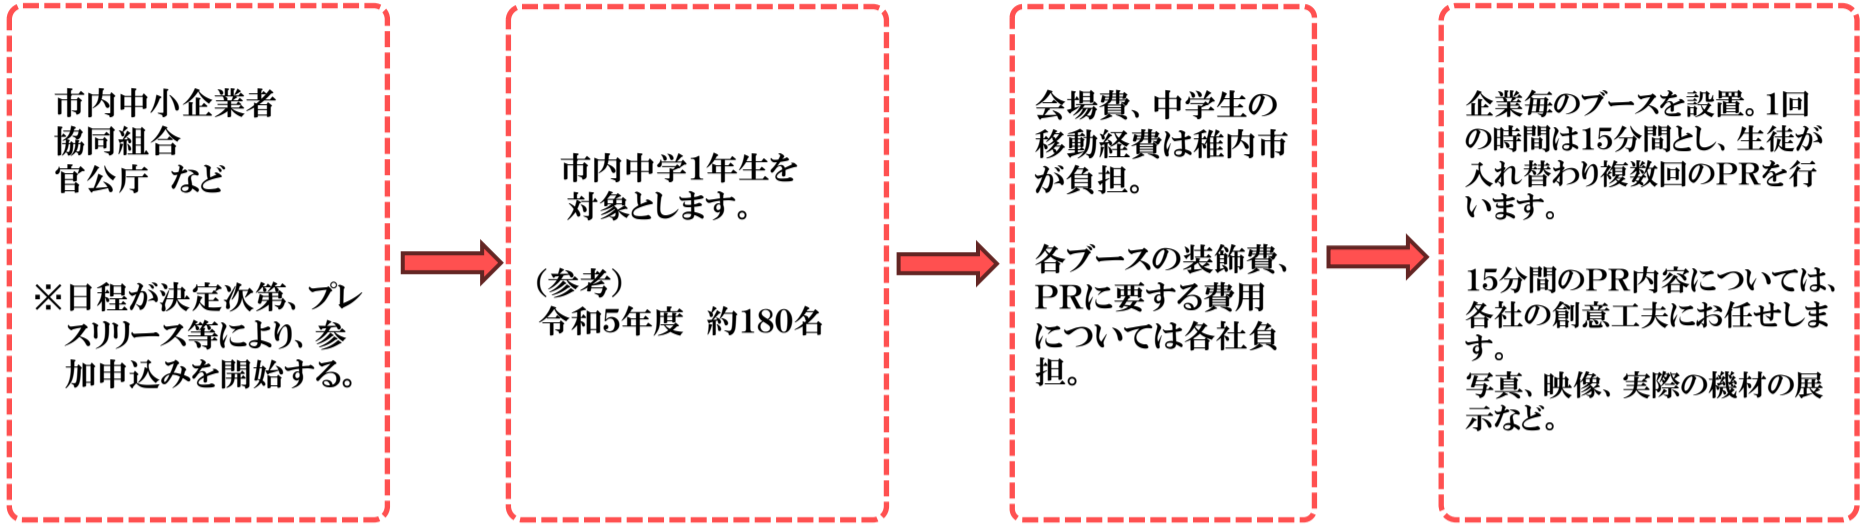 市内中小企業者
協同組合
官公庁　など
※日程が決定次第、プレ
スリリース等により、参
加申込みを開始する。
市内中学1年生を
対象とします。
（参考）
令和5年度　約180名
会場費、中学生の
移動経費は稚内市
が負担。
各ブースの装飾費、
PRに要する費用
については各社負
担。
企業毎のブースを設置。1回
の時間は15分間とし、生徒が
入れ替わり複数回のPRを行
います。
15分間のPR内容については、
各社の創意工夫にお任せしま
す。
写真、映像、実際の機材の展
示など。